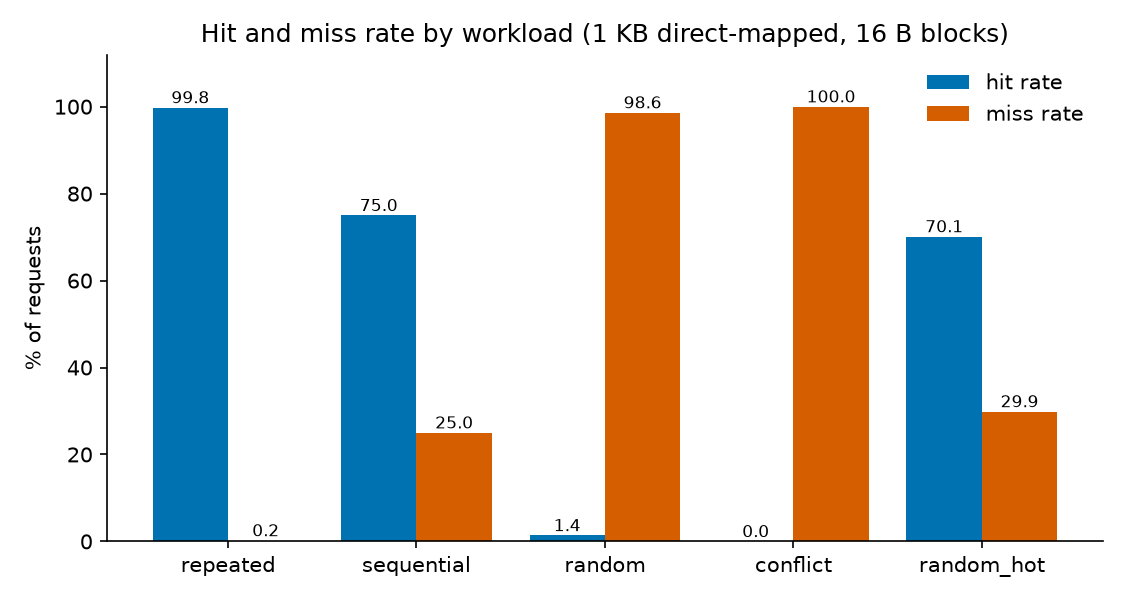 Hit and miss rate by workload (1 KB direct-mapped, 16 B blocks)
hit rate
miss rate
% of requests
100
80
60
40
20
0
99.8
0.2
75.0
25.0
1.4
98.6
0.0
100.0
70.1
29.9
repeated
sequential
random
conflict
random_hot